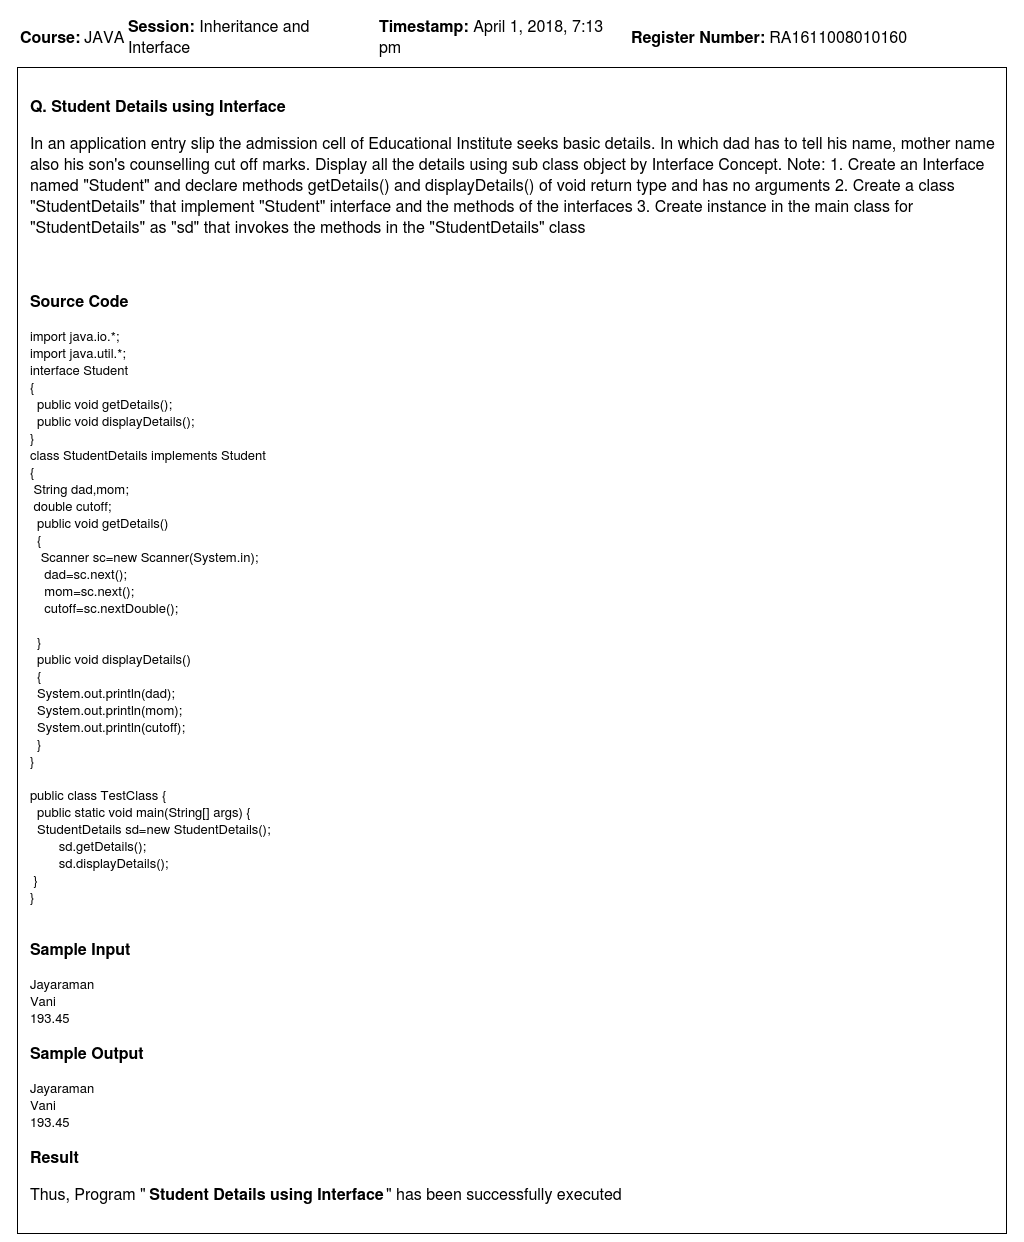 Course: JAVA Session: Inheritance and Interface Timestamp: April 1, 2018, 7:13 pm Register Number: RA1611008010160
Q. Student Details using Interface
In an application entry slip the admission cell of Educational Institute seeks basic details. In which dad has to tell his name, mother name
also his son's counselling cut off marks. Display all the details using sub class object by Interface Concept. Note: 1. Create an Interface
named "Student" and declare methods getDetails() and displayDetails() of void return type and has no arguments 2. Create a class
"StudentDetails" that implement "Student" interface and the methods of the interfaces 3. Create instance in the main class for
"StudentDetails" as "sd" that invokes the methods in the "StudentDetails" class
Source Code
import java.io.*;
import java.util.*;
interface Student
{
public void getDetails();
public void displayDetails();
}
class StudentDetails implements Student
{
String dad,mom;
double cutoff;
public void getDetails()
{
Scanner sc=new Scanner(System.in);
dad=sc.next();
mom=sc.next();
cutoff=sc.nextDouble();
}
public void displayDetails()
{
System.out.println(dad);
System.out.println(mom);
System.out.println(cutoff);
}
}
public class TestClass {
public static void main(String[] args) {
StudentDetails sd=new StudentDetails();
sd.getDetails();
sd.displayDetails();
}
}
Sample Input
Jayaraman
Vani
193.45
Sample Output
Jayaraman
Vani
193.45
Result
Thus, Program " Student Details using Interface " has been successfully executed